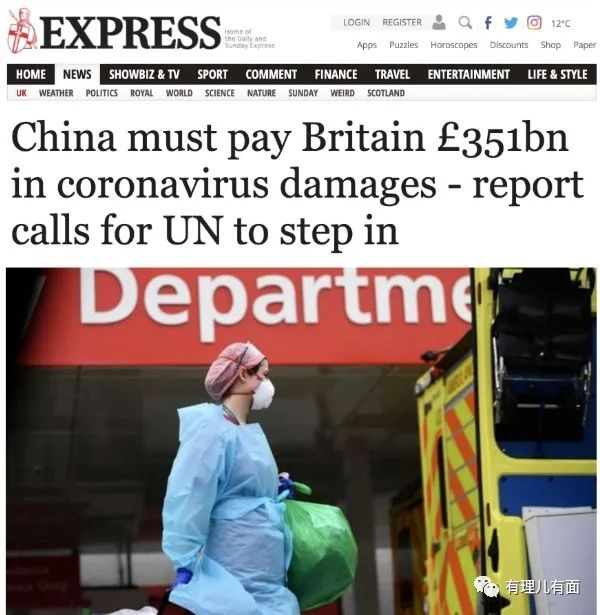 EXPRESS
Home of
the Daily and
Sunday Express
LOGIN REGISTER 12°C
Apps Puzzles Horoscopes Discounts Shop Paper
HOME NEWS SHOWBIZ & TV SPORT COMMENT FINANCE TRAVEL ENTERTAINMENT LIFE & STYLE
UK WEATHER POLITICS ROYAL WORLD SCIENCE NATURE SUNDAY WEIRD SCOTLAND
China must pay Britain £351bn
in coronavirus damages - report
calls for UN to step in
Departme
有理儿有面